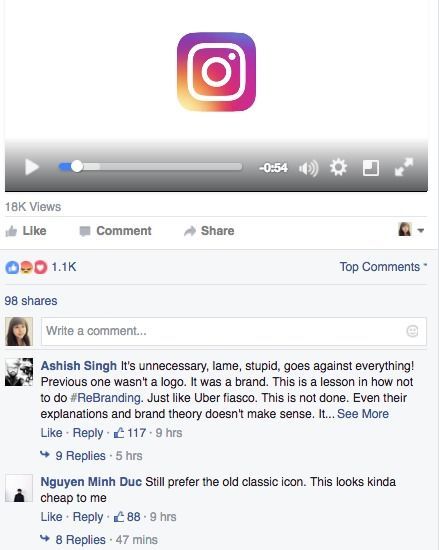 -0:54
18K Views
Like Comment Share
1.1K Top Comments
98 shares
Write a comment...
Ashish Singh It's unnecessary, lame, stupid, goes against everything!
Previous one wasn't a logo. It was a brand. This is a lesson in how not
to do #ReBranding. Just like Uber fiasco. This is not done. Even their
explanations and brand theory doesn't make sense. It... See More
Like · Reply · 117 · 9 hrs
9 Replies · 5 hrs
Nguyen Minh Duc Still prefer the old classic icon. This looks kinda
cheap to me
Like · Reply · 88 · 9 hrs
8 Replies · 47 mins